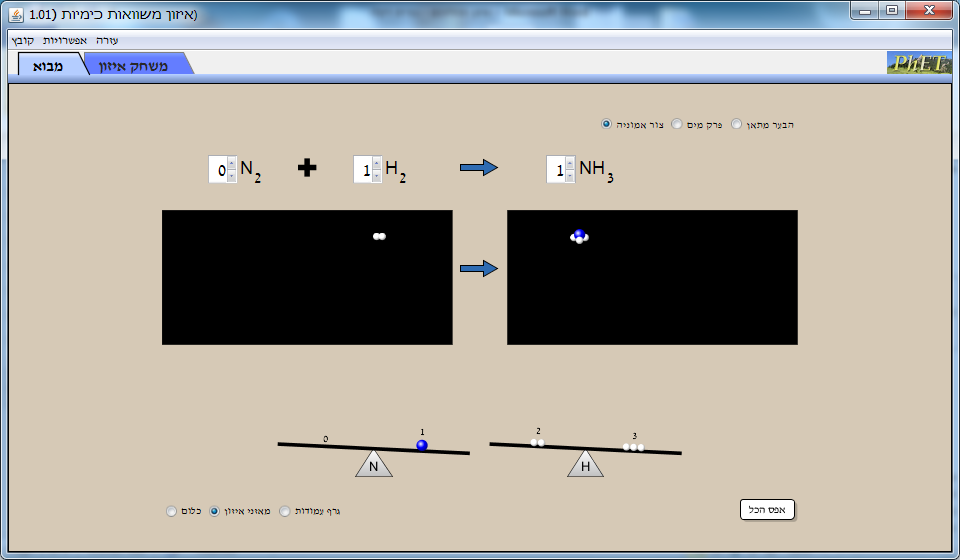 איזון משוואות כימיות (1.01)
קובץ אפשרויות עזרה
מבוא משחק איזון PhET
צור אמוניה פרק מים הבער מתאן
0 N2 + 1 H2 → 1 NH3
0 1 2 3
N H
כלום מאזני איזון גרף עמודות
אפס הכל